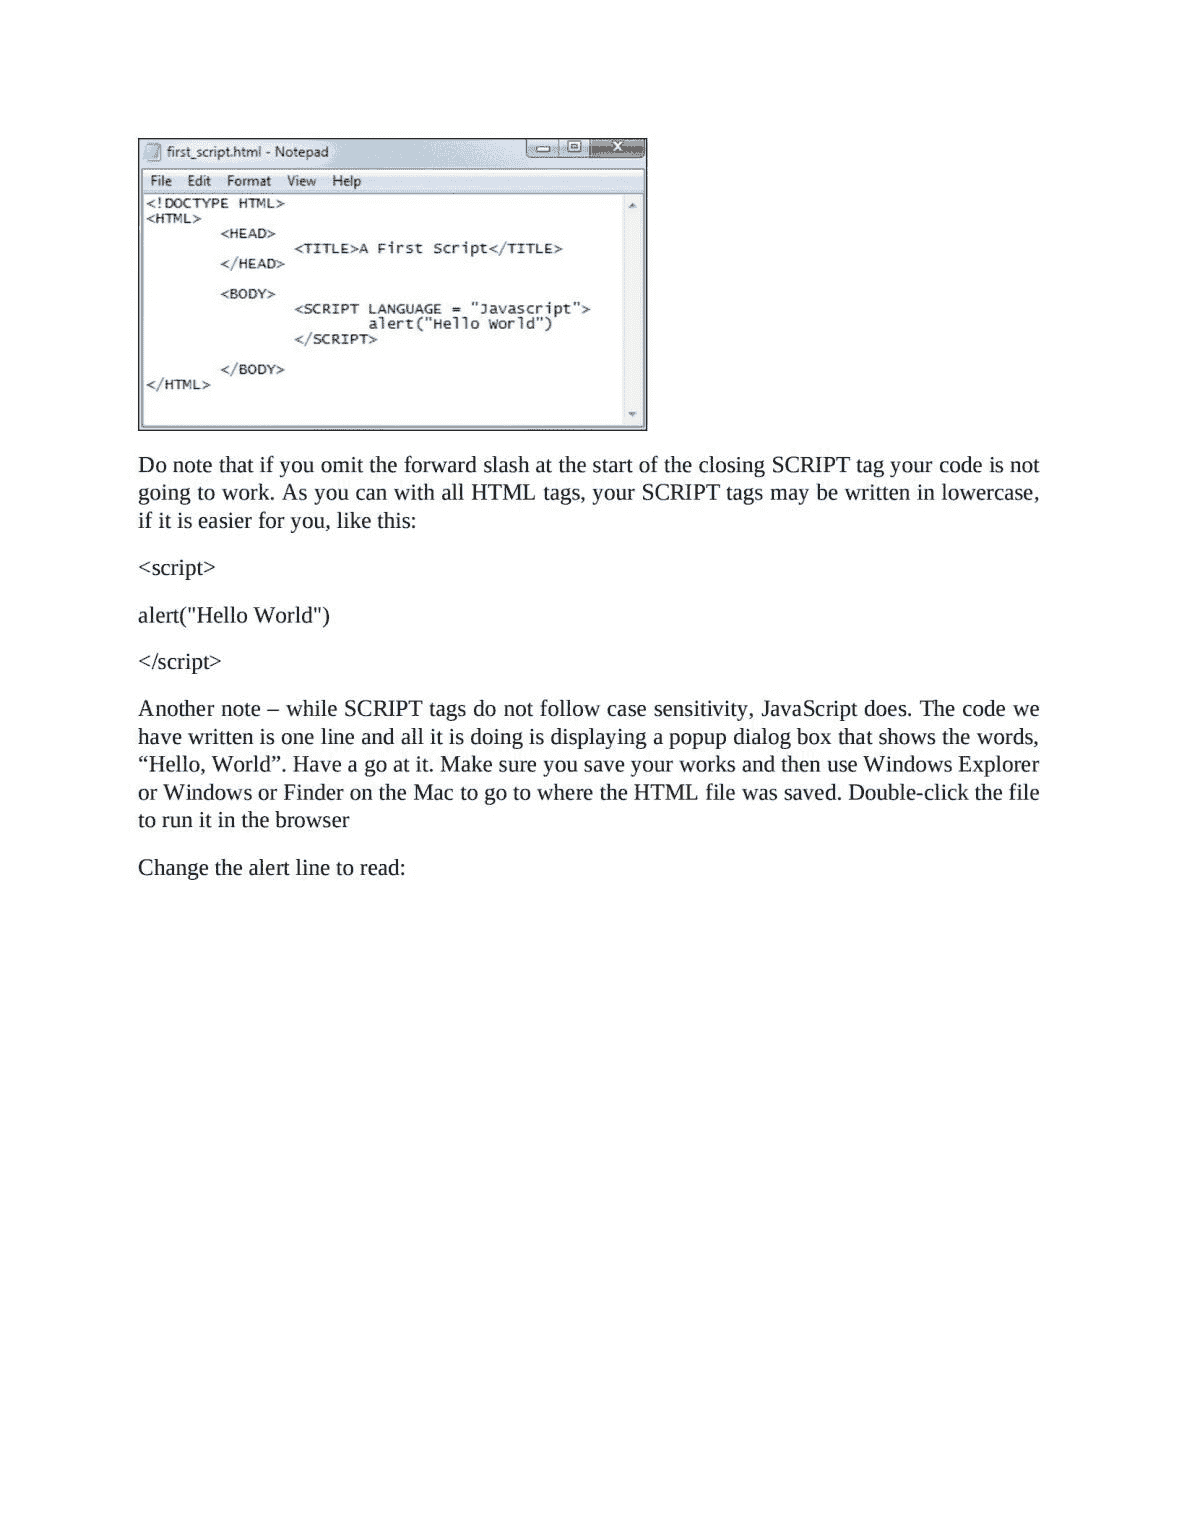 first_script.html - Notepad
File Edit Format View Help
<!DOCTYPE HTML>
<HTML>
<HEAD>
<TITLE>A First Script</TITLE>
</HEAD>
<BODY>
<SCRIPT LANGUAGE = "Javascript">
alert("Hello World")
</SCRIPT>
</BODY>
</HTML>
Do note that if you omit the forward slash at the start of the closing SCRIPT tag your code is not
going to work. As you can with all HTML tags, your SCRIPT tags may be written in lowercase,
if it is easier for you, like this:
<script>
alert("Hello World")
</script>
Another note – while SCRIPT tags do not follow case sensitivity, JavaScript does. The code we
have written is one line and all it is doing is displaying a popup dialog box that shows the words,
“Hello, World”. Have a go at it. Make sure you save your works and then use Windows Explorer
or Windows or Finder on the Mac to go to where the HTML file was saved. Double-click the file
to run it in the browser
Change the alert line to read: